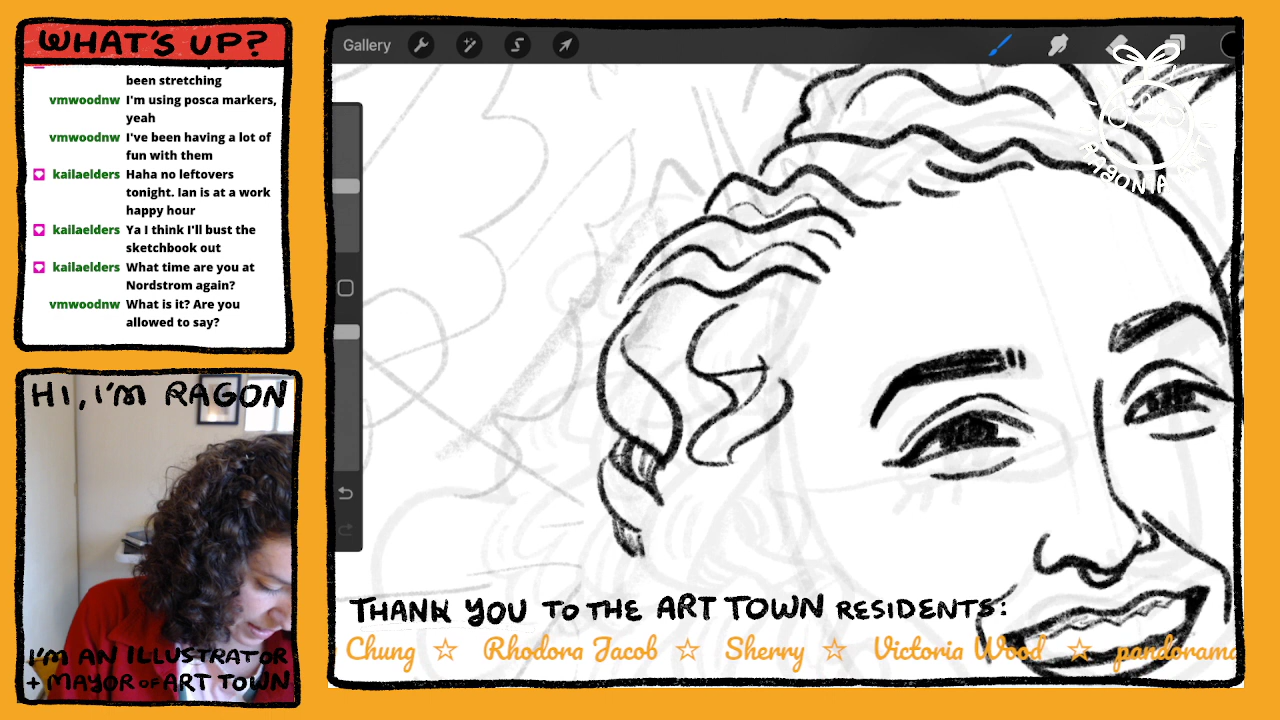 WHAT'S UP?
been stretching
vmwoodnw I'm using posca markers,
yeah
vmwoodnw I've been having a lot of
fun with them
kailaelders Haha no leftovers
tonight. Ian is at a work
happy hour
kailaelders Ya I think I'll bust the
sketchbook out
kailaelders What time are you at
Nordstrom again?
vmwoodnw What is it? Are you
allowed to say?
HI, I'M RAGON
I'M AN ILLUSTRATOR
+ MAYOR OF ART TOWN
Gallery
THANK YOU TO THE ART TOWN RESIDENTS:
Chung ☆ Rhodora Jacob ☆ Sherry ☆ Victoria Wood ☆ pandorama